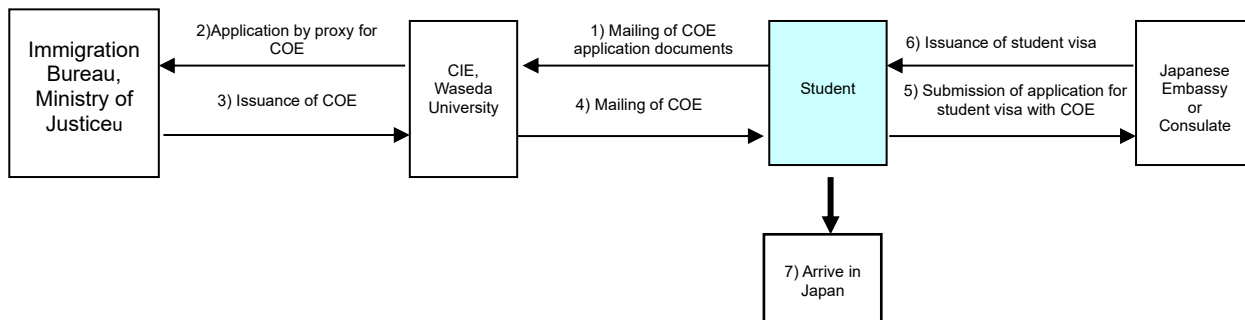 Immigration
Bureau,
Ministry of
Justiceu
2)Application by proxy for
COE
3) Issuance of COE
CIE,
Waseda
University
1) Mailing of COE
application documents
4) Mailing of COE
Student
6) Issuance of student visa
5) Submission of application for
student visa with COE
Japanese
Embassy
or
Consulate
7) Arrive in
Japan